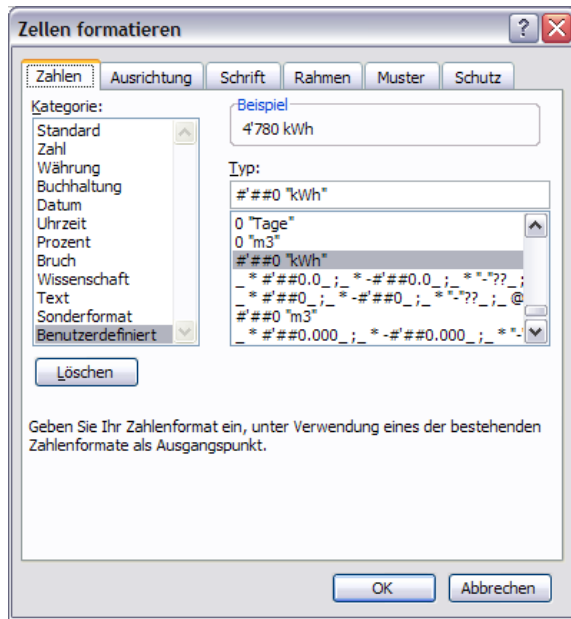 Zellen formatieren
Zahlen Ausrichtung Schrift Rahmen Muster Schutz
Kategorie:
Standard
Zahl
Währung
Buchhaltung
Datum
Uhrzeit
Prozent
Bruch
Wissenschaft
Text
Sonderformat
Benutzerdefiniert
Beispiel
4'780 kWh
Typ:
#'##0 "kWh"
0 "Tage"
0 "m3"
#'##0 "kWh"
_ * #'##0.0_ ;_ * -#'##0.0_ ;_ * "-"??_ ;
_ * #'##0_ ;_ * -#'##0_ ;_ * "-"??_ ;_ @
#'##0 "m3"
_ * #'##0.000_ ;_ * -#'##0.000_ ;_ * "-"
Löschen
Geben Sie Ihr Zahlenformat ein, unter Verwendung eines der bestehenden
Zahlenformate als Ausgangspunkt.
OK Abbrechen